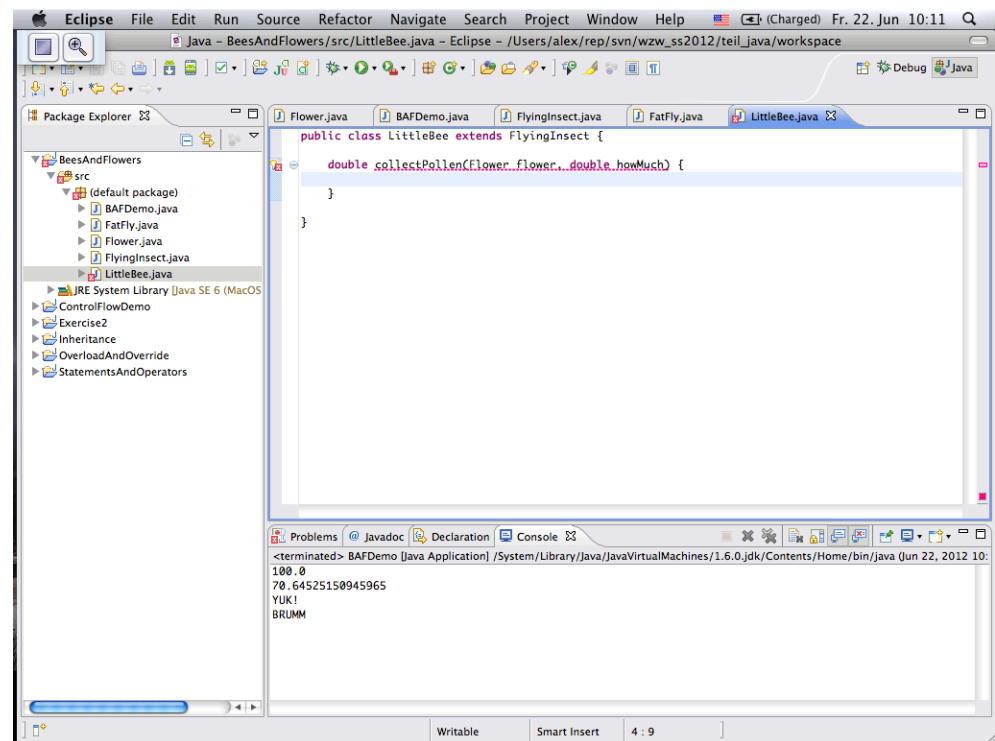 Eclipse File Edit Run Source Refactor Navigate Search Project Window Help (Charged) Fr. 22. Jun 10:11
Java – BeesAndFlowers/src/LittleBee.java – Eclipse – /Users/alex/rep/svn/wzw_ss2012/teil_java/workspace
Debug Java
Package Explorer
BeesAndFlowers
src
(default package)
BAFDemo.java
FatFly.java
Flower.java
FlyingInsect.java
LittleBee.java
JRE System Library [Java SE 6 (MacOS
ControlFlowDemo
Exercise2
Inheritance
OverloadAndOverride
StatementsAndOperators
Flower.java BAFDemo.java FlyingInsect.java FatFly.java LittleBee.java
public class LittleBee extends FlyingInsect {
double collectPollen(Flower flower, double howMuch) {
}
}
Problems @ Javadoc Declaration Console
<terminated> BAFDemo [Java Application] /System/Library/Java/JavaVirtualMachines/1.6.0.jdk/Contents/Home/bin/java (Jun 22, 2012 10:
100.0
70.64525150945965
YUK!
BRUMM
Writable Smart Insert 4 : 9